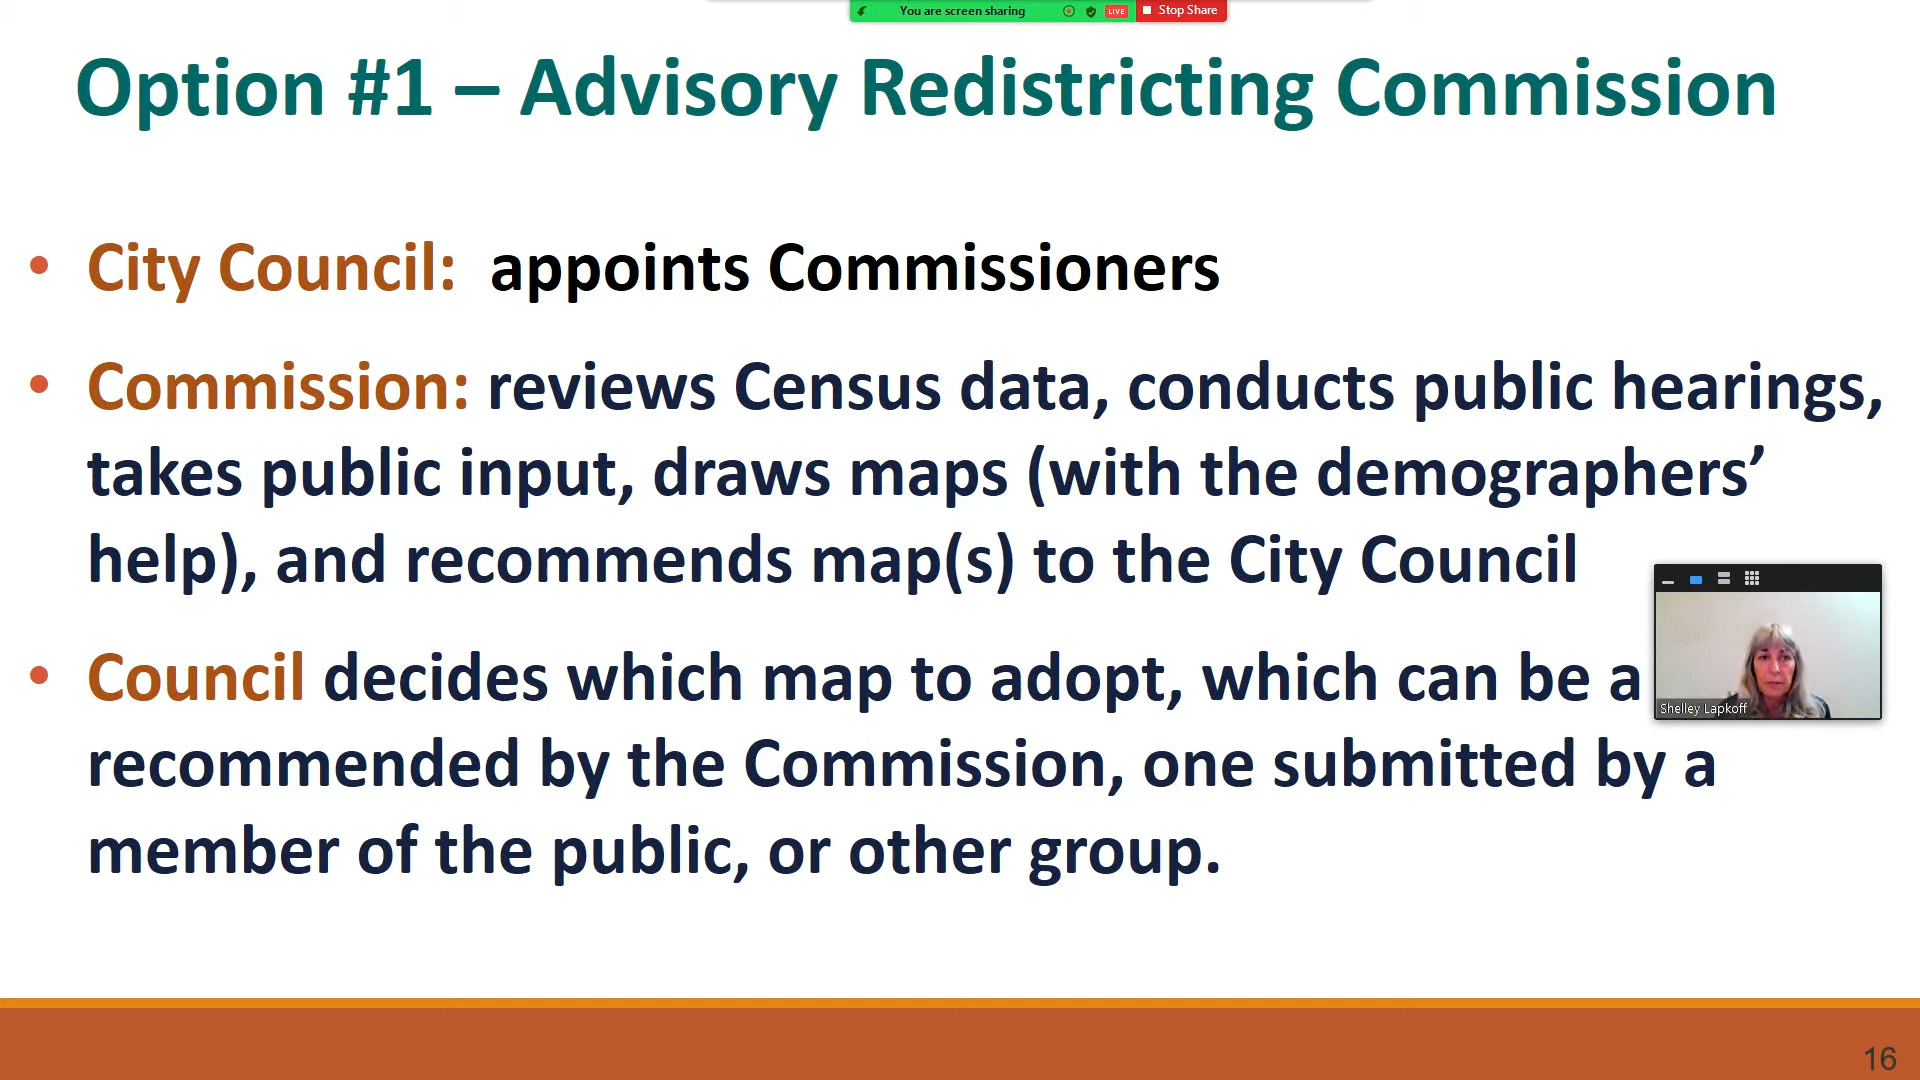 You are screen sharing
LIVE
Stop Share
Option #1 – Advisory Redistricting Commission
• City Council: appoints Commissioners
• Commission: reviews Census data, conducts public hearings,
takes public input, draws maps (with the demographers’
help), and recommends map(s) to the City Council
• Council decides which map to adopt, which can be a
recommended by the Commission, one submitted by a
member of the public, or other group.
Shelley Lapkoff
16